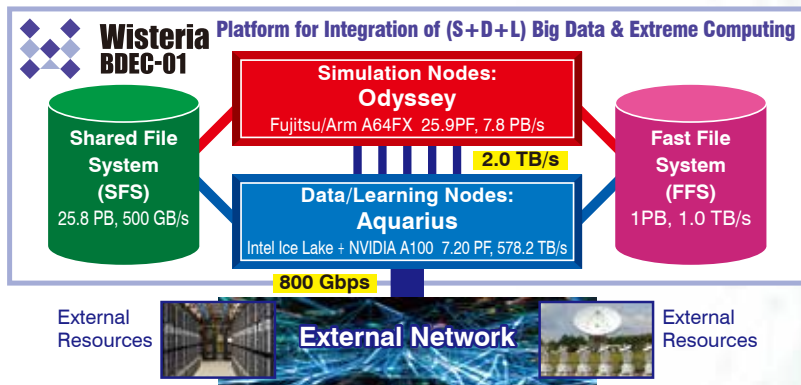 Wisteria
BDEC-01
Platform for Integration of (S+D+L) Big Data & Extreme Computing
Simulation Nodes:
Odyssey
Fujitsu/Arm A64FX 25.9PF, 7.8 PB/s
Shared File
System
(SFS)
25.8 PB, 500 GB/s
2.0 TB/s
Fast File
System
(FFS)
1PB, 1.0 TB/s
Data/Learning Nodes:
Aquarius
Intel Ice Lake + NVIDIA A100 7.20 PF, 578.2 TB/s
800 Gbps
External
Resources
External Network
External
Resources